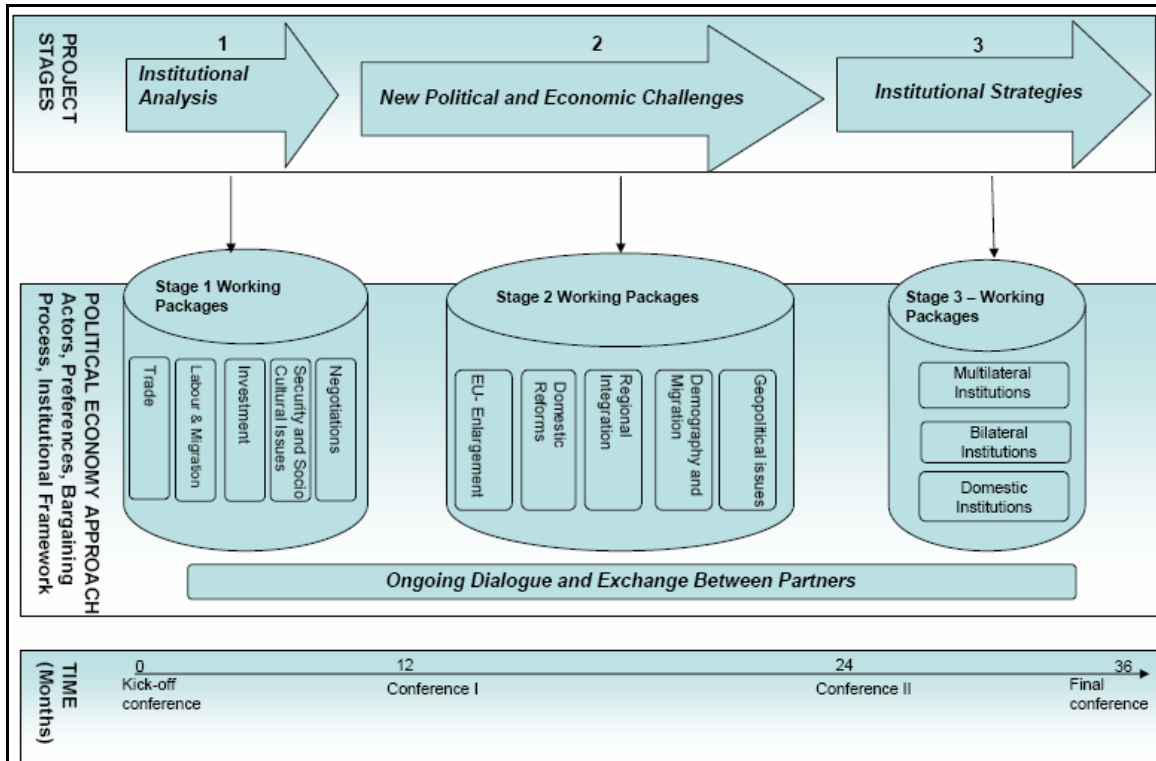 PROJECT
STAGES
1
Institutional
Analysis
2
New Political and Economic Challenges
3
Institutional Strategies
POLITICAL ECONOMY APPROACH
Actors, Preferences, Bargaining
Process, Institutional Framework
Stage 1 Working
Packages
Trade
Labour & Migration
Investment
Security and Socio
Cultural Issues
Negotiations
Stage 2 Working Packages
EU- Enlargement
Domestic
Reforms
Regional
Integration
Demography and
Migration
Geopolitical issues
Stage 3 – Working
Packages
Multilateral
Institutions
Bilateral
Institutions
Domestic
Institutions
Ongoing Dialogue and Exchange Between Partners
TIME
(Months)
0
Kick-off
conference
12
Conference I
24
Conference II
36
Final
conference